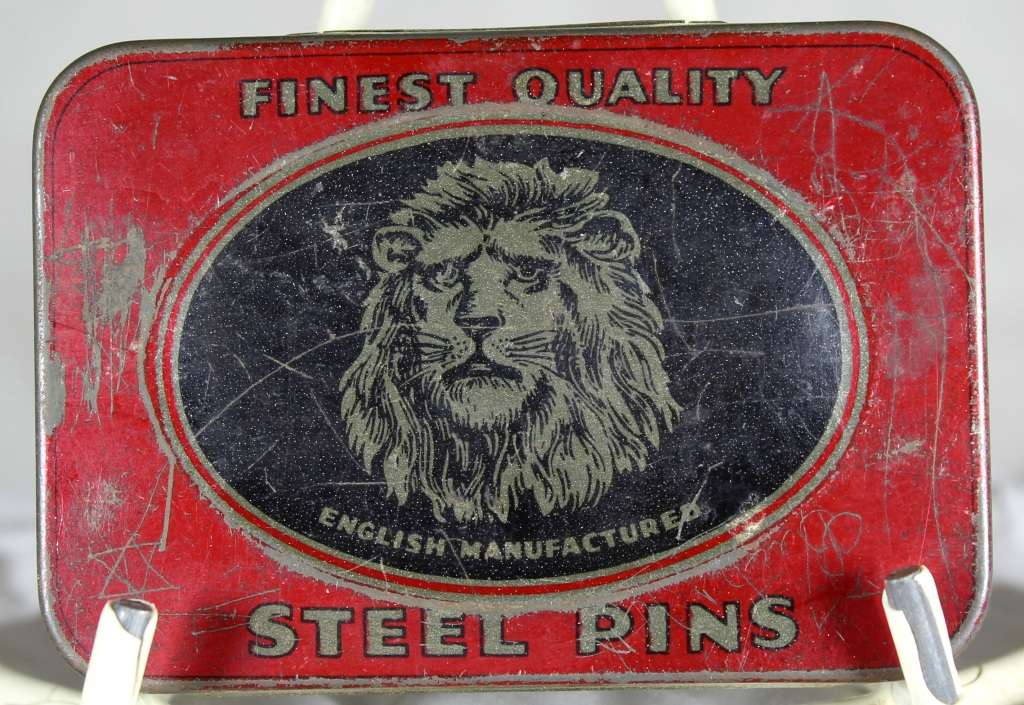 FINEST QUALITY
ENGLISH MANUFACTURED
STEEL PINS